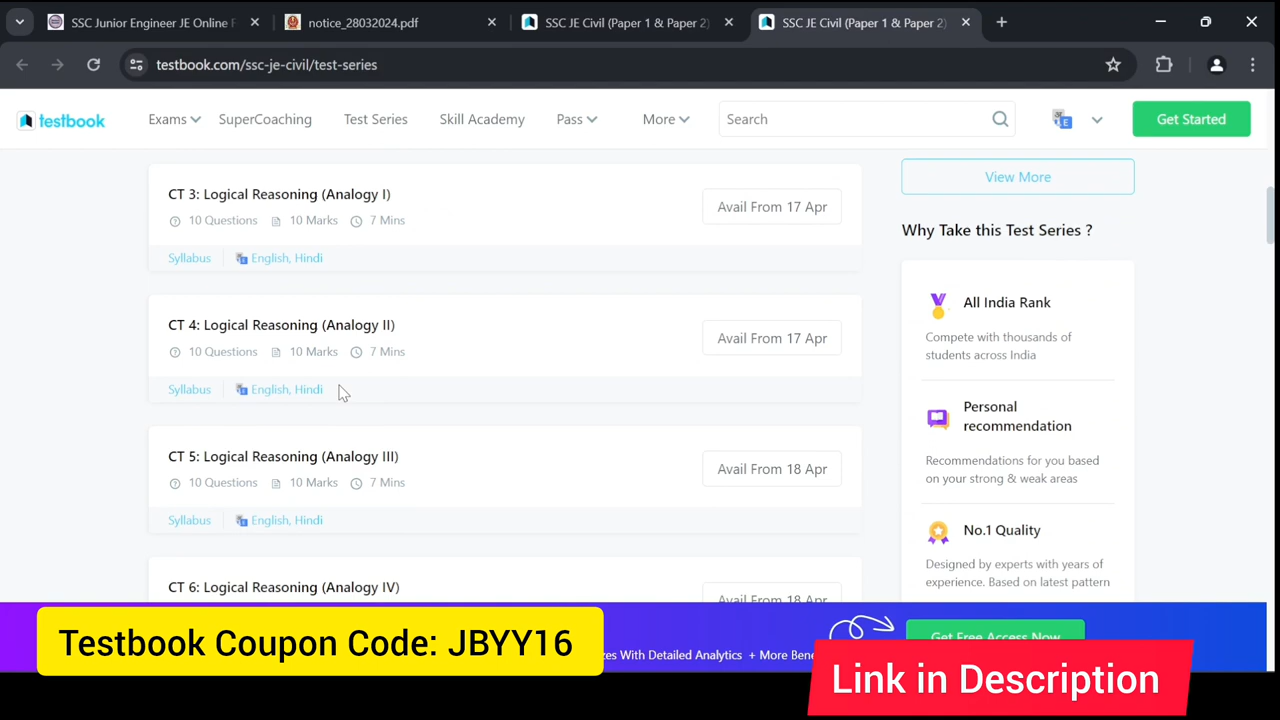 SSC Junior Engineer JE Online F
notice_28032024.pdf
SSC JE Civil (Paper 1 & Paper 2)
SSC JE Civil (Paper 1 & Paper 2)
testbook.com/ssc-je-civil/test-series
testbook
Exams
SuperCoaching
Test Series
Skill Academy
Pass
More
Search
Get Started
CT 3: Logical Reasoning (Analogy I)
10 Questions
10 Marks
7 Mins
Avail From 17 Apr
Syllabus
English, Hindi
CT 4: Logical Reasoning (Analogy II)
10 Questions
10 Marks
7 Mins
Avail From 17 Apr
Syllabus
English, Hindi
CT 5: Logical Reasoning (Analogy III)
10 Questions
10 Marks
7 Mins
Avail From 18 Apr
Syllabus
English, Hindi
CT 6: Logical Reasoning (Analogy IV)
Avail From 18 Apr
View More
Why Take this Test Series ?
All India Rank
Compete with thousands of
students across India
Personal
recommendation
Recommendations for you based
on your strong & weak areas
No.1 Quality
Designed by experts with years of
experience. Based on latest pattern
Testbook Coupon Code: JBYY16
zes With Detailed Analytics + More Bene
Get Free Access Now
Link in Description